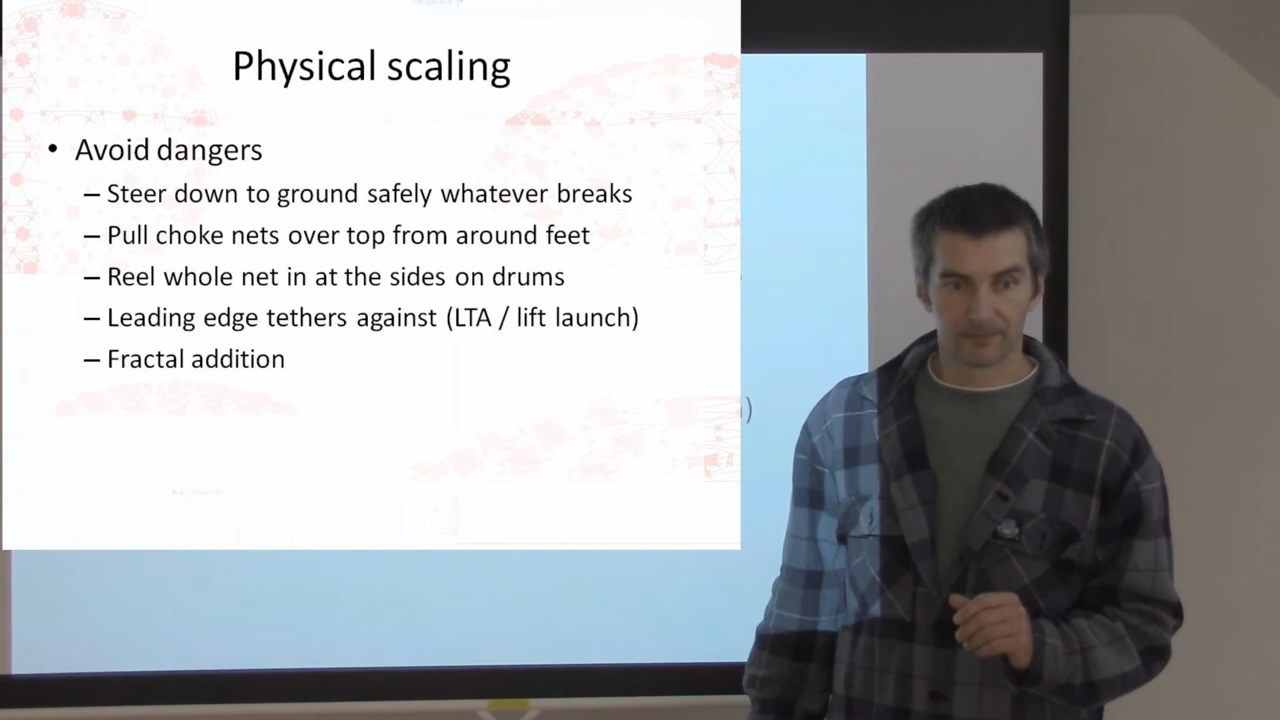 Physical scaling
• Avoid dangers
– Steer down to ground safely whatever breaks
– Pull choke nets over top from around feet
– Reel whole net in at the sides on drums
– Leading edge tethers against (LTA / lift launch)
– Fractal addition
)